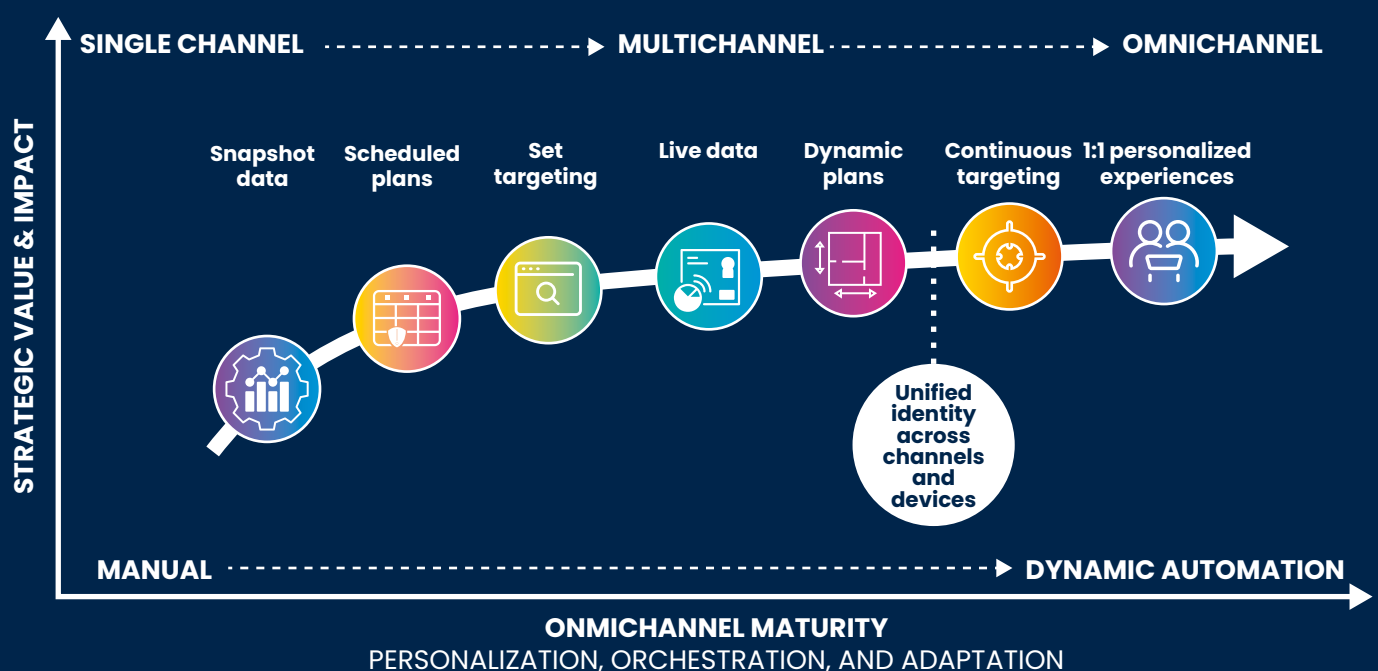 SINGLE CHANNEL
MULTICHANNEL
OMNICHANNEL
STRATEGIC VALUE & IMPACT
Snapshot
data
Scheduled
plans
Set
targeting
Live data
Dynamic
plans
Continuous
targeting
1:1 personalized
experiences
Unified
identity
across
channels
and
devices
MANUAL
DYNAMIC AUTOMATION
ONMICHANNEL MATURITY
PERSONALIZATION, ORCHESTRATION, AND ADAPTATION